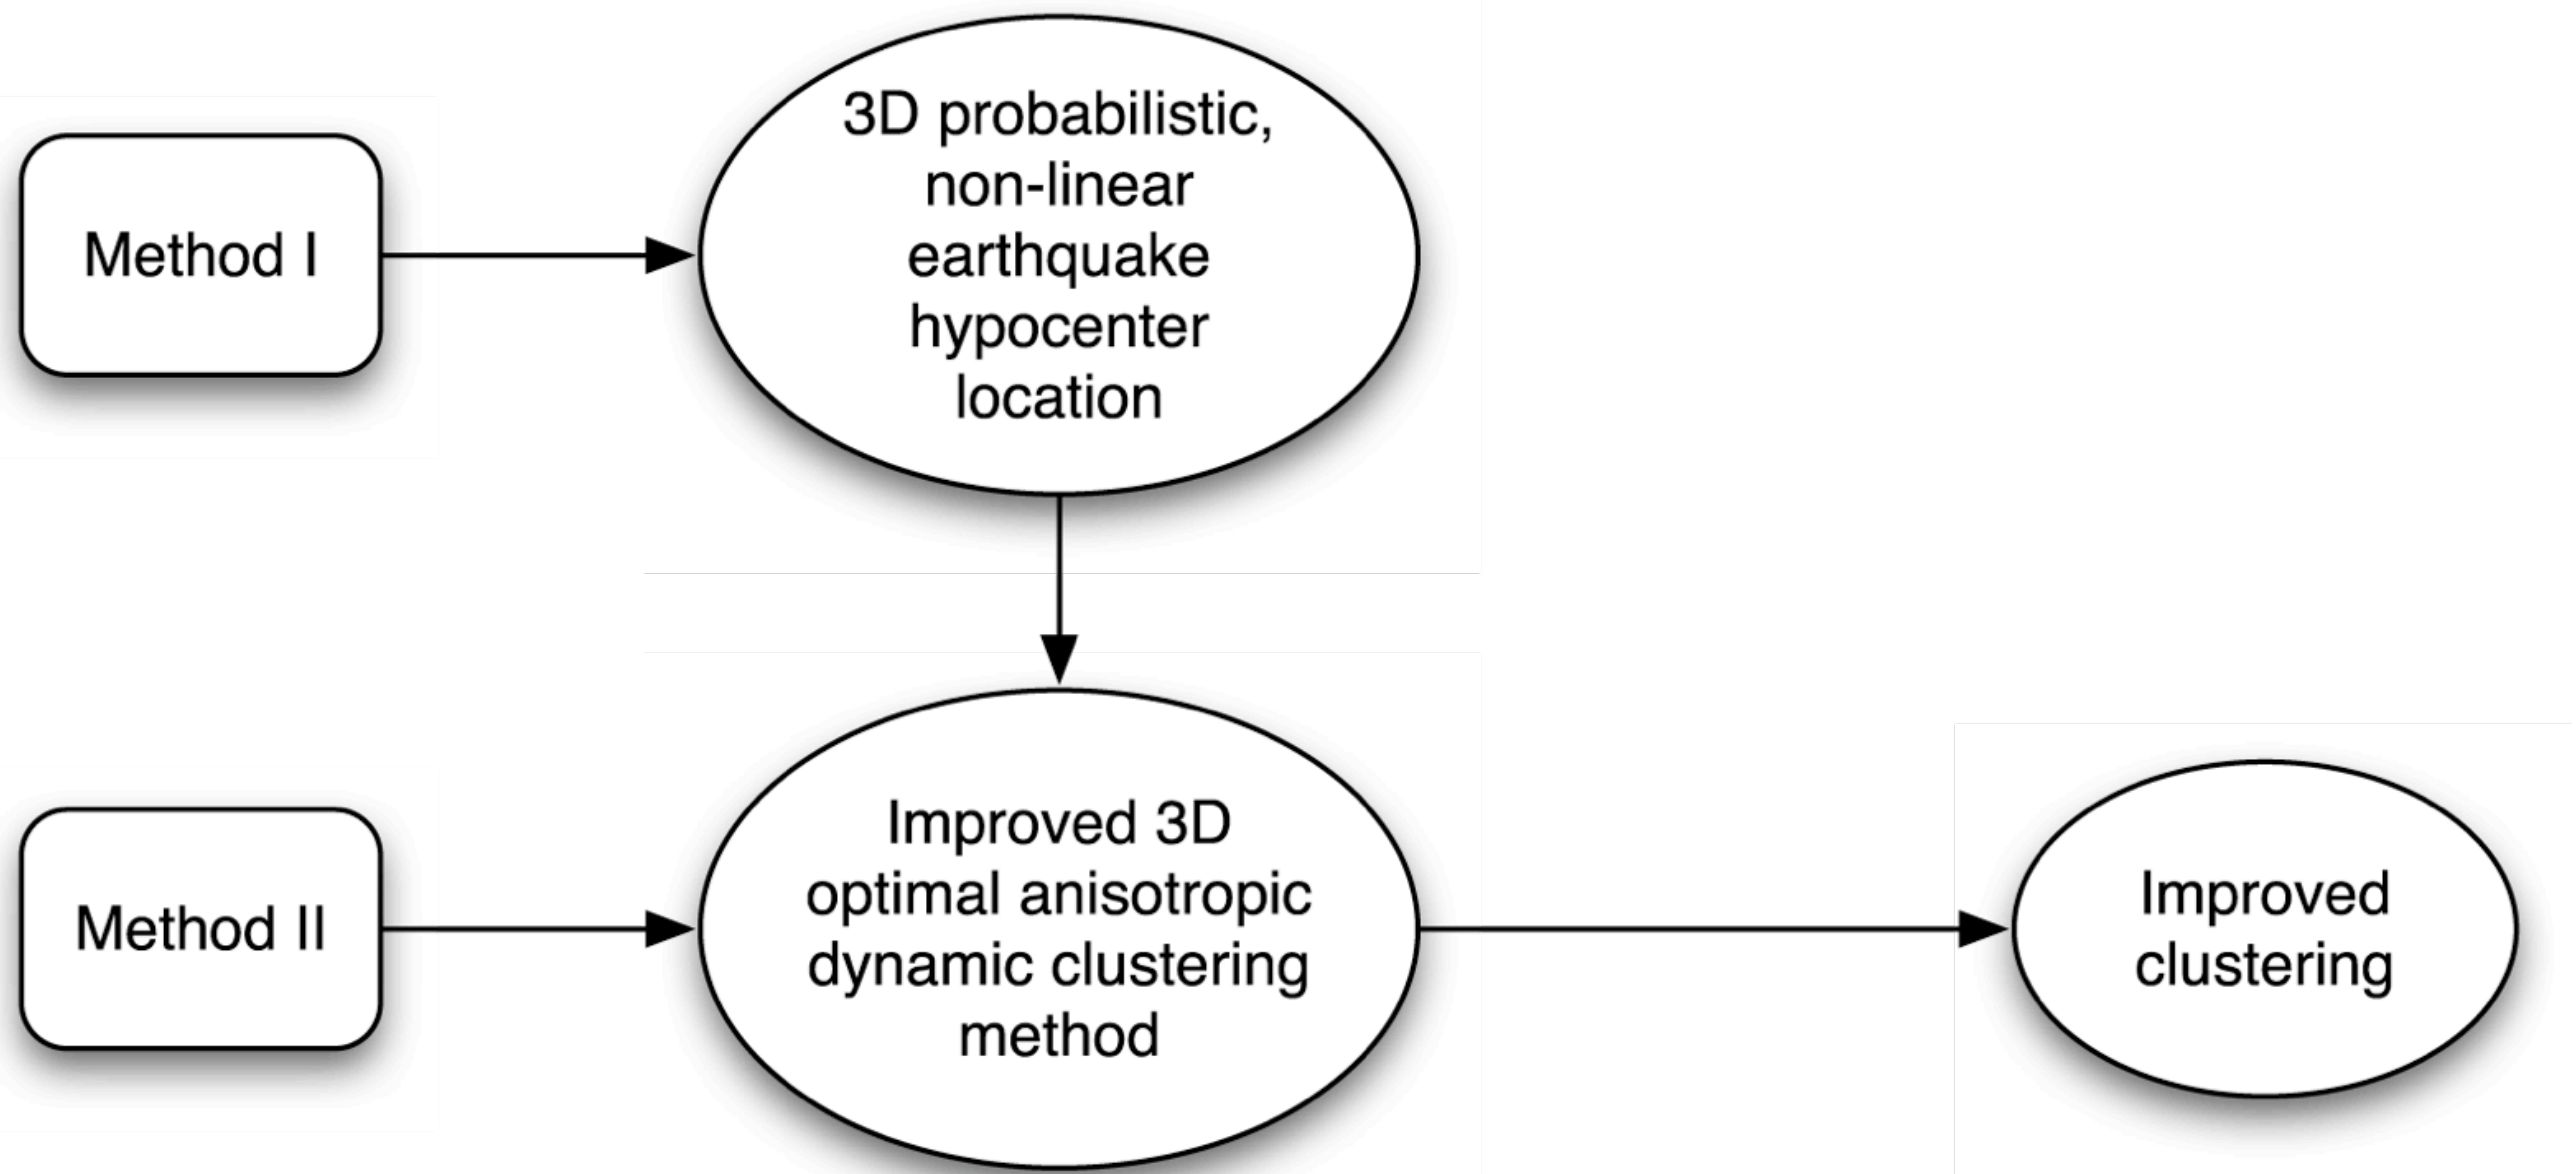 Method I
3D probabilistic,
non-linear
earthquake
hypocenter
location
Method II
Improved 3D
optimal anisotropic
dynamic clustering
method
Improved
clustering